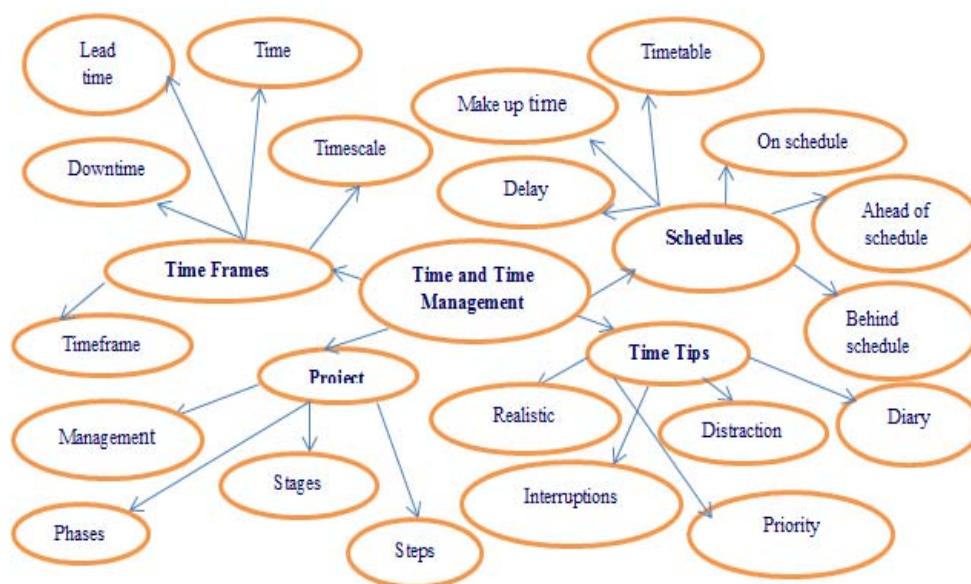 Lead
time
Time
Timetable
Make up time
On schedule
Timescale
Downtime
Delay
Ahead of
schedule
Schedules
Time Frames
Time and Time
Management
Behind
schedule
Timeframe
Time Tips
Project
Realistic
Diary
Distraction
Management
Stages
Interruptions
Priority
Phases
Steps